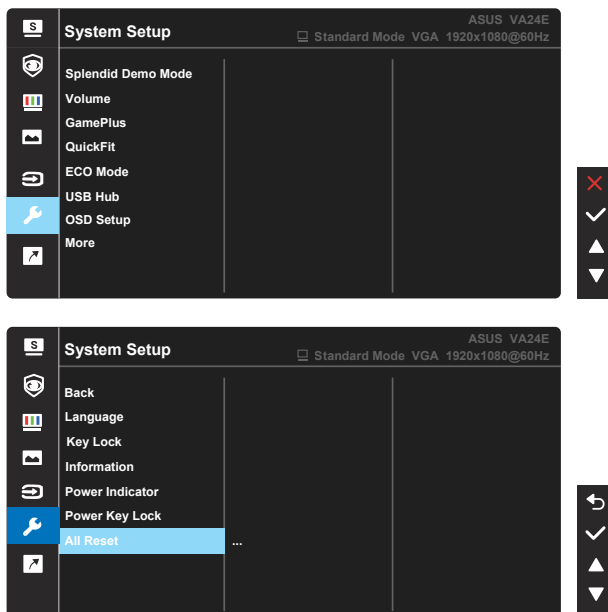 S
System Setup
ASUS VA24E
Standard Mode VGA 1920x1080@60Hz
Splendid Demo Mode
Volume
GamePlus
QuickFit
ECO Mode
USB Hub
OSD Setup
More
S
System Setup
ASUS VA24E
Standard Mode VGA 1920x1080@60Hz
Back
Language
Key Lock
Information
Power Indicator
Power Key Lock
All Reset ...